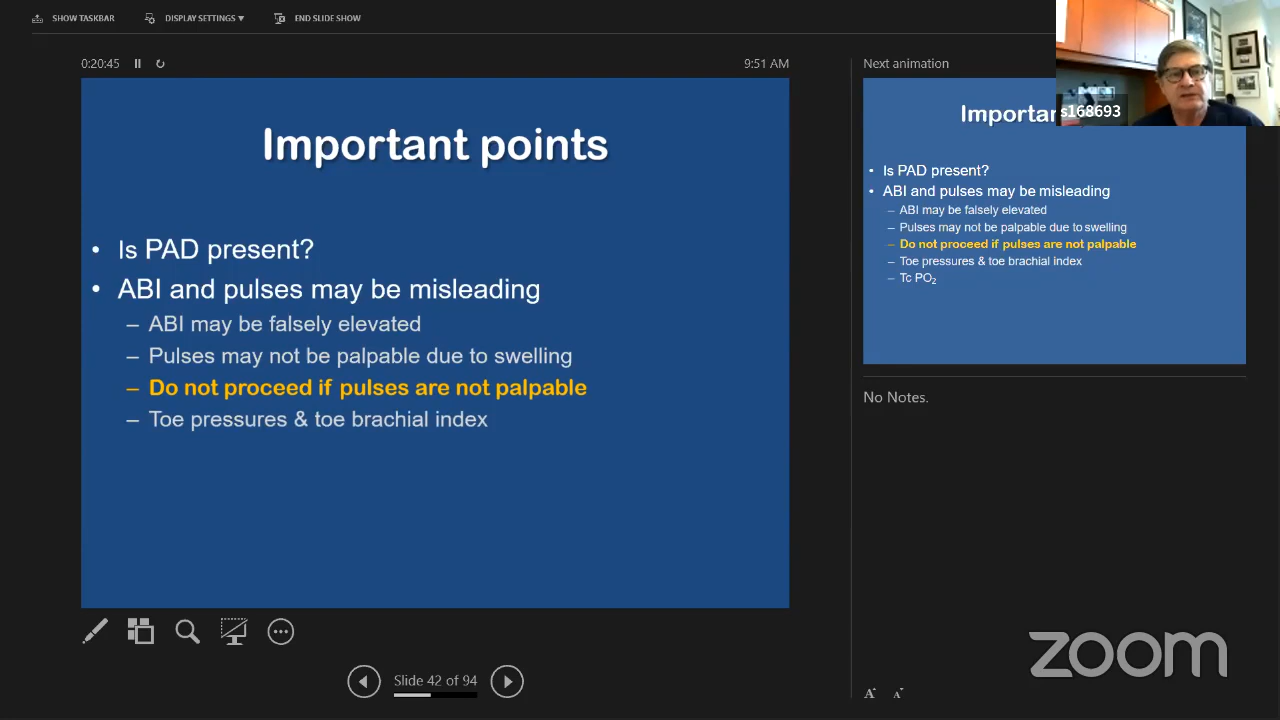 SHOW TASKBAR
DISPLAY SETTINGS ▼
END SLIDE SHOW
0:20:45
9:51 AM
Important points
• Is PAD present?
• ABI and pulses may be misleading
– ABI may be falsely elevated
– Pulses may not be palpable due to swelling
– Do not proceed if pulses are not palpable
– Toe pressures & toe brachial index
Slide 42 of 94
Next animation
s168693
• Is PAD present?
• ABI and pulses may be misleading
– ABI may be falsely elevated
– Pulses may not be palpable due to swelling
– Do not proceed if pulses are not palpable
– Toe pressures & toe brachial index
– Tc PO₂
No Notes.
zoom
A A